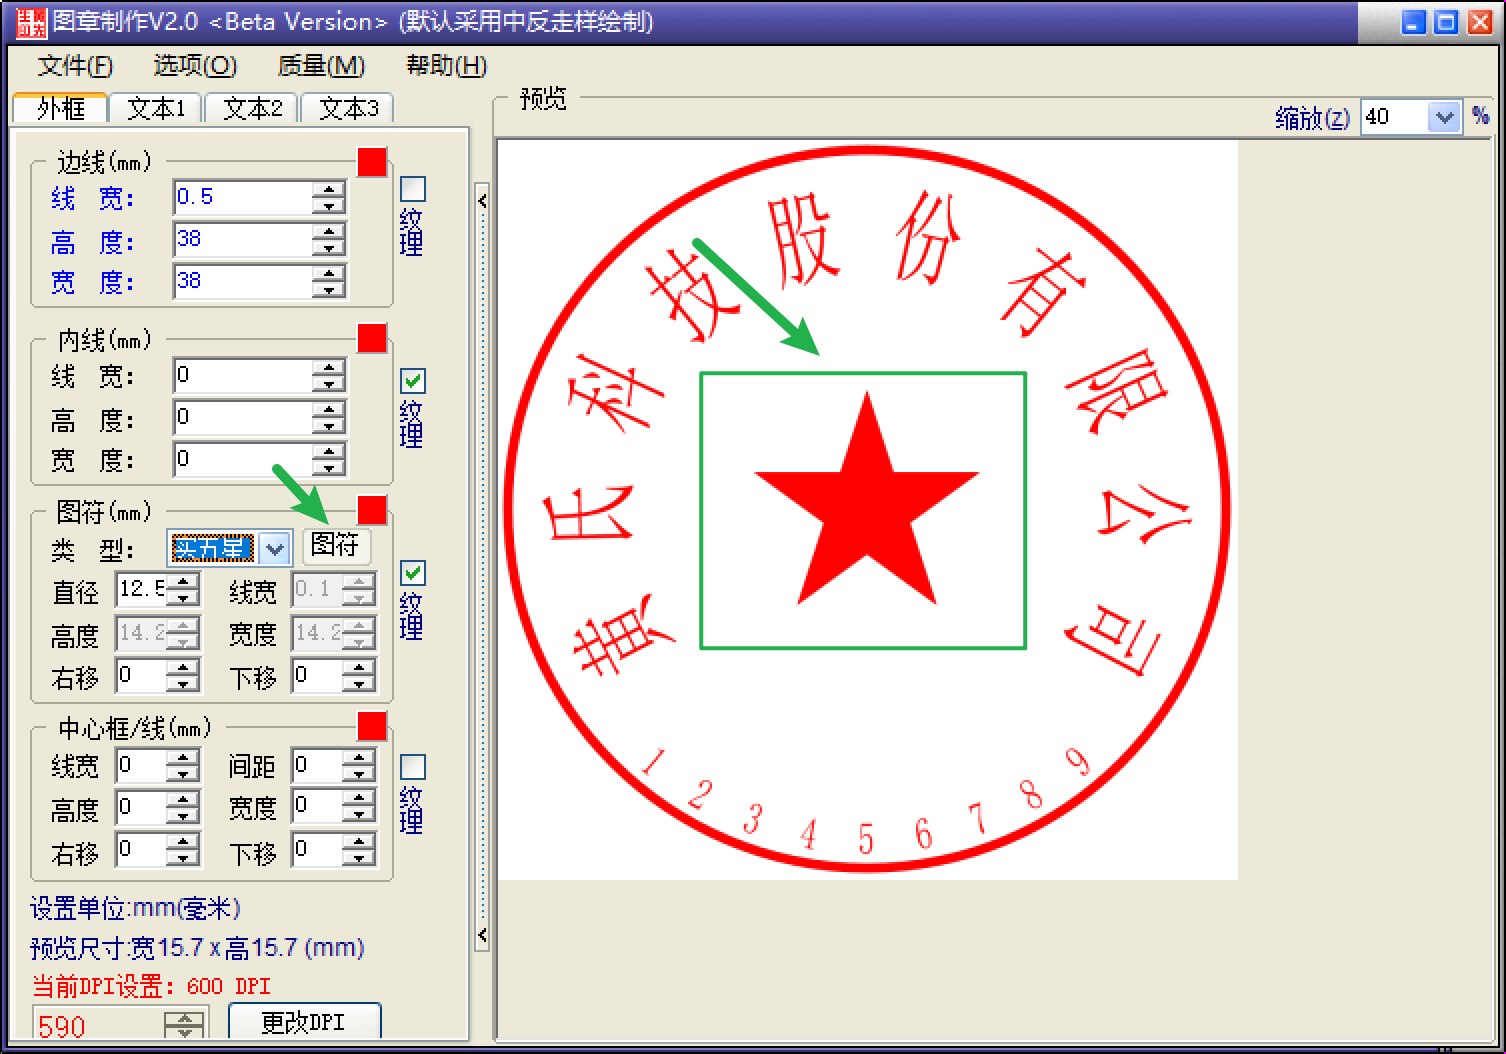 图章制作V2.0 <Beta Version> (默认采用中反走样绘制)
文件(F) 选项(O) 质量(M) 帮助(H)
外框 文本1 文本2 文本3
预览
缩放(Z) 40 %
边线(mm)
线 宽: 0.5
高 度: 38
宽 度: 38
纹理
内线(mm)
线 宽: 0
高 度: 0
宽 度: 0
纹理
图符(mm)
类 型: 实五星 图符
直径 12.5 线宽 0.1
高度 14.2 宽度 14.2
右移 0 下移 0
纹理
中心框/线(mm)
线宽 0 间距 0
高度 0 宽度 0
右移 0 下移 0
纹理
设置单位:mm(毫米)
预览尺寸:宽15.7 x 高15.7 (mm)
当前DPI设置: 600 DPI
590 更改DPI
黄氏科技股份有限公司
123456789